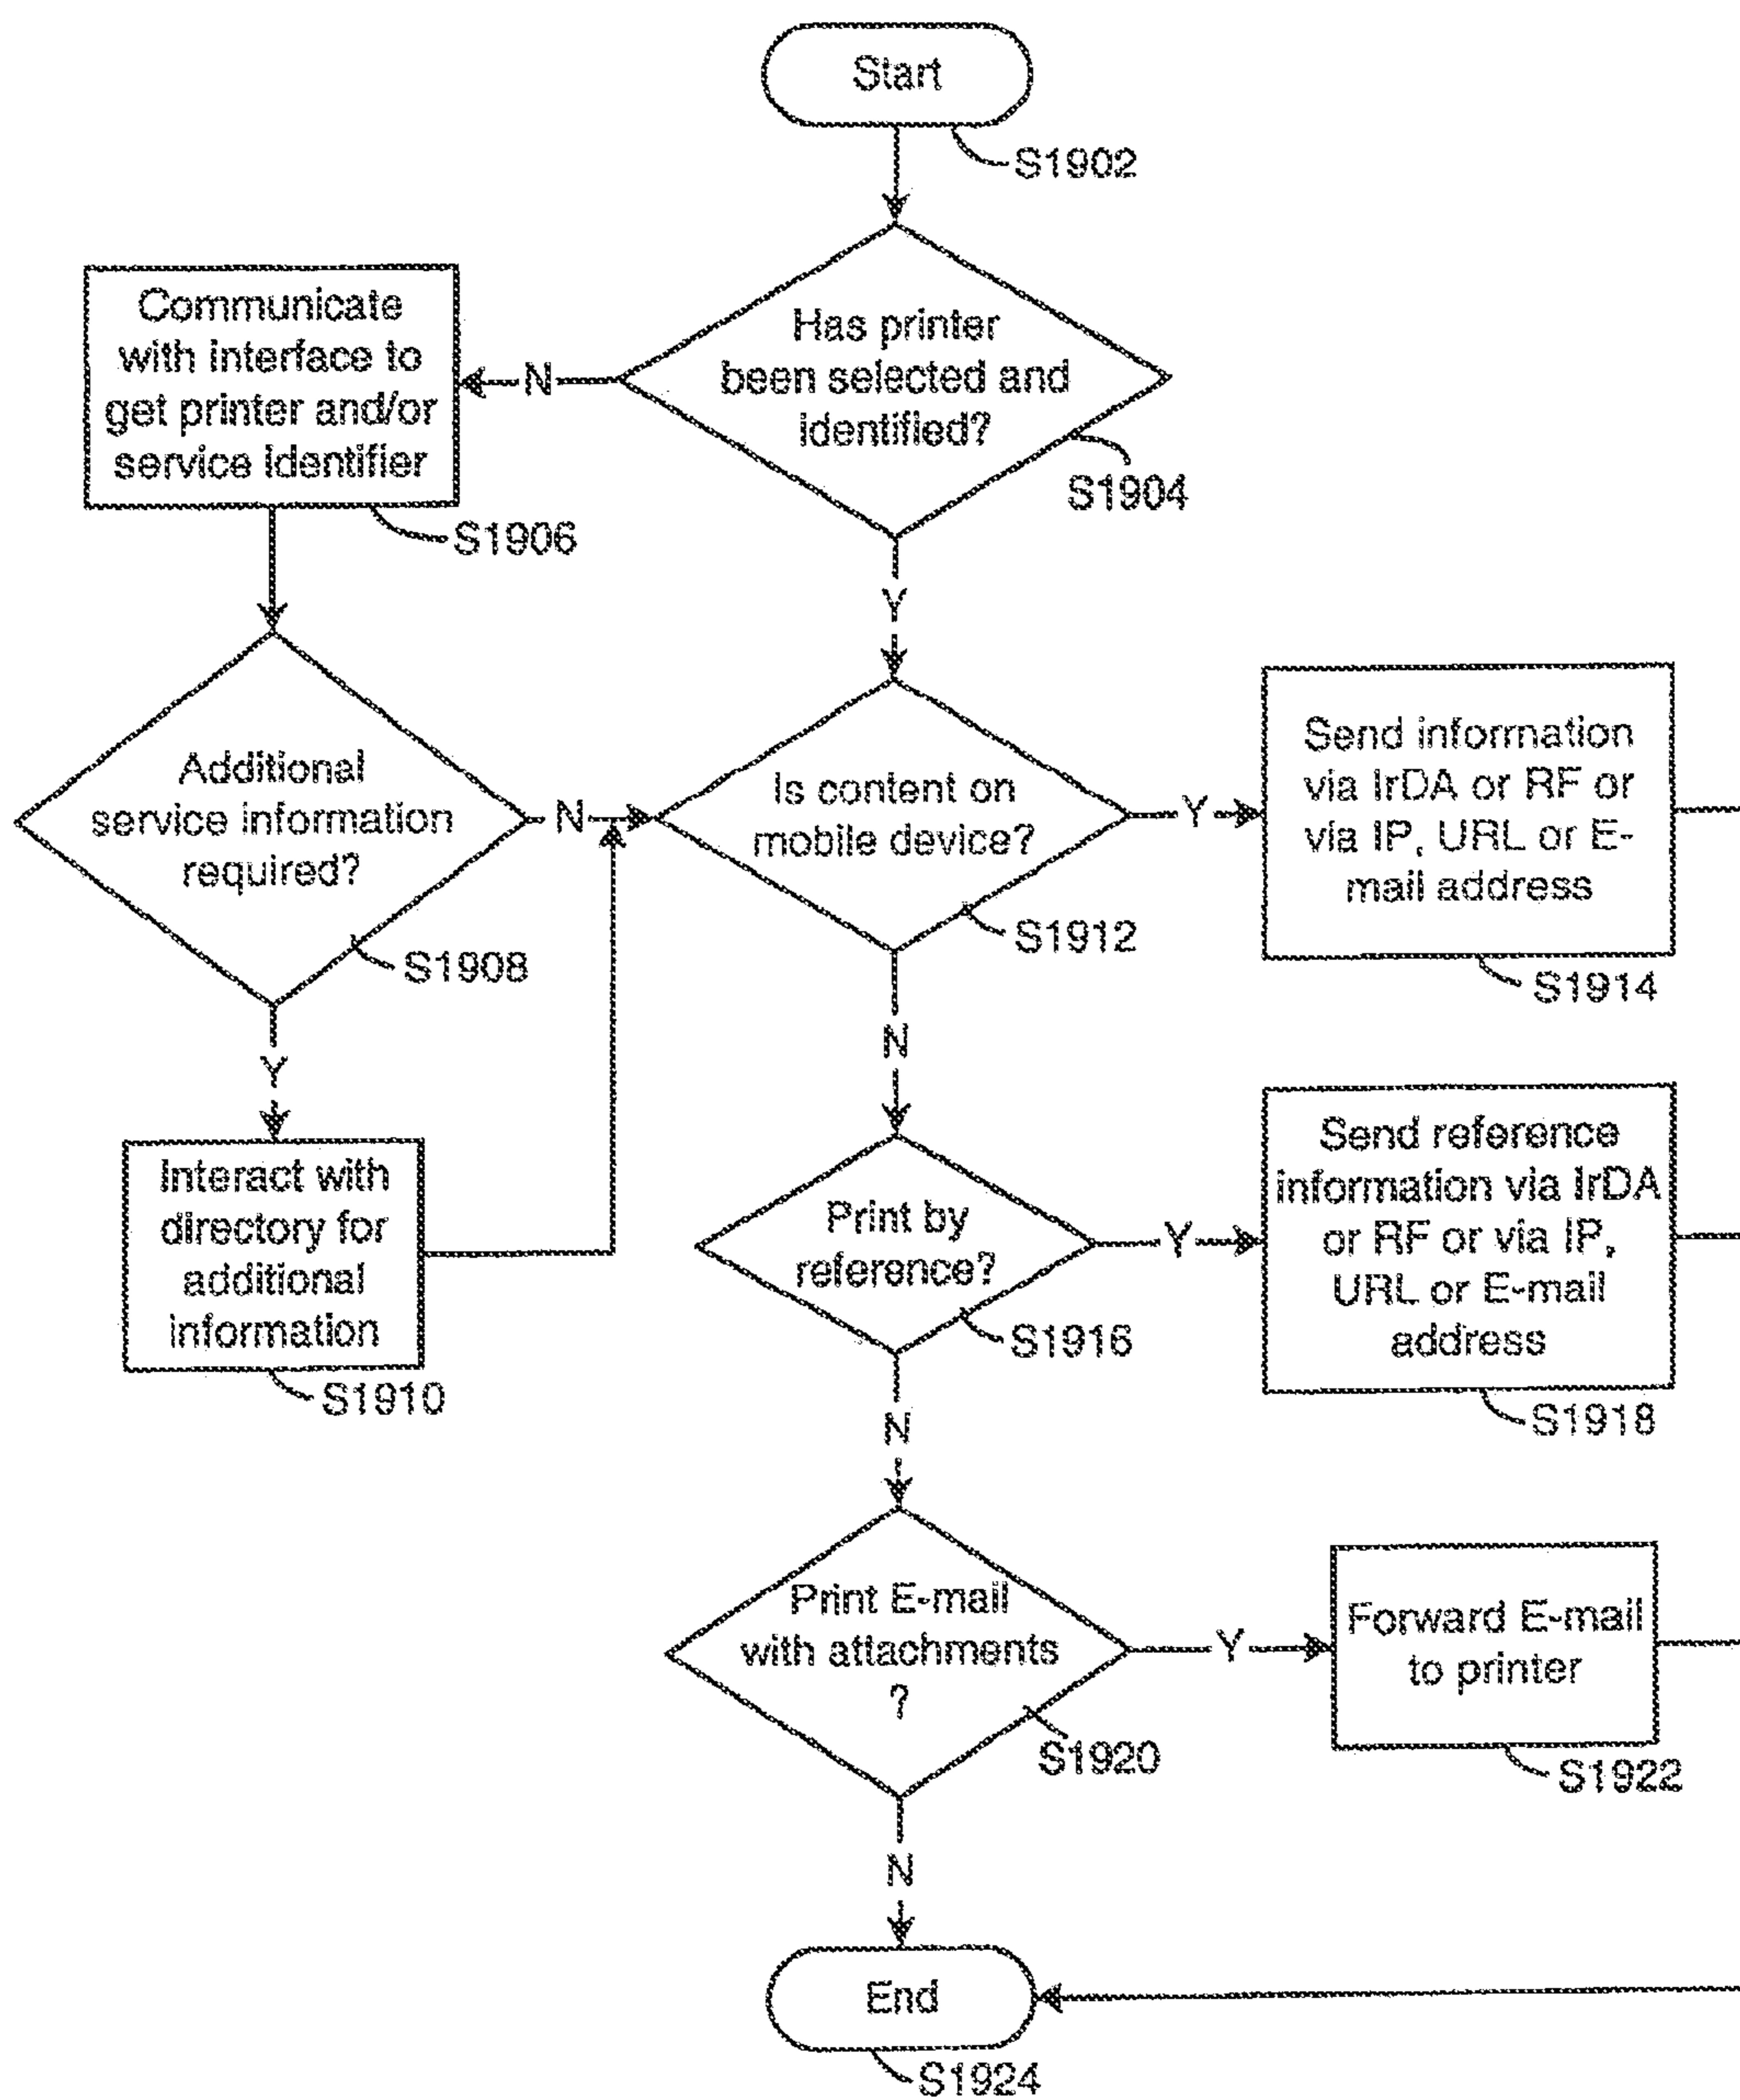 Start
S1902
Has printer
been selected and
identified?
S1904
N
Communicate
with interface to
get printer and/or
service identifier
S1906
Y
Additional
service information
required?
S1908
N
Y
Interact with
directory for
additional
information
S1910
Is content on
mobile device?
S1912
Y
Send information
via IrDA or RF or
via IP, URL or E-
mail address
S1914
N
Print by
reference?
S1916
Y
Send reference
information via IrDA
or RF or via IP,
URL or E-mail
address
S1918
N
Print E-mail
with attachments
?
S1920
Y
Forward E-mail
to printer
S1922
N
End
S1924